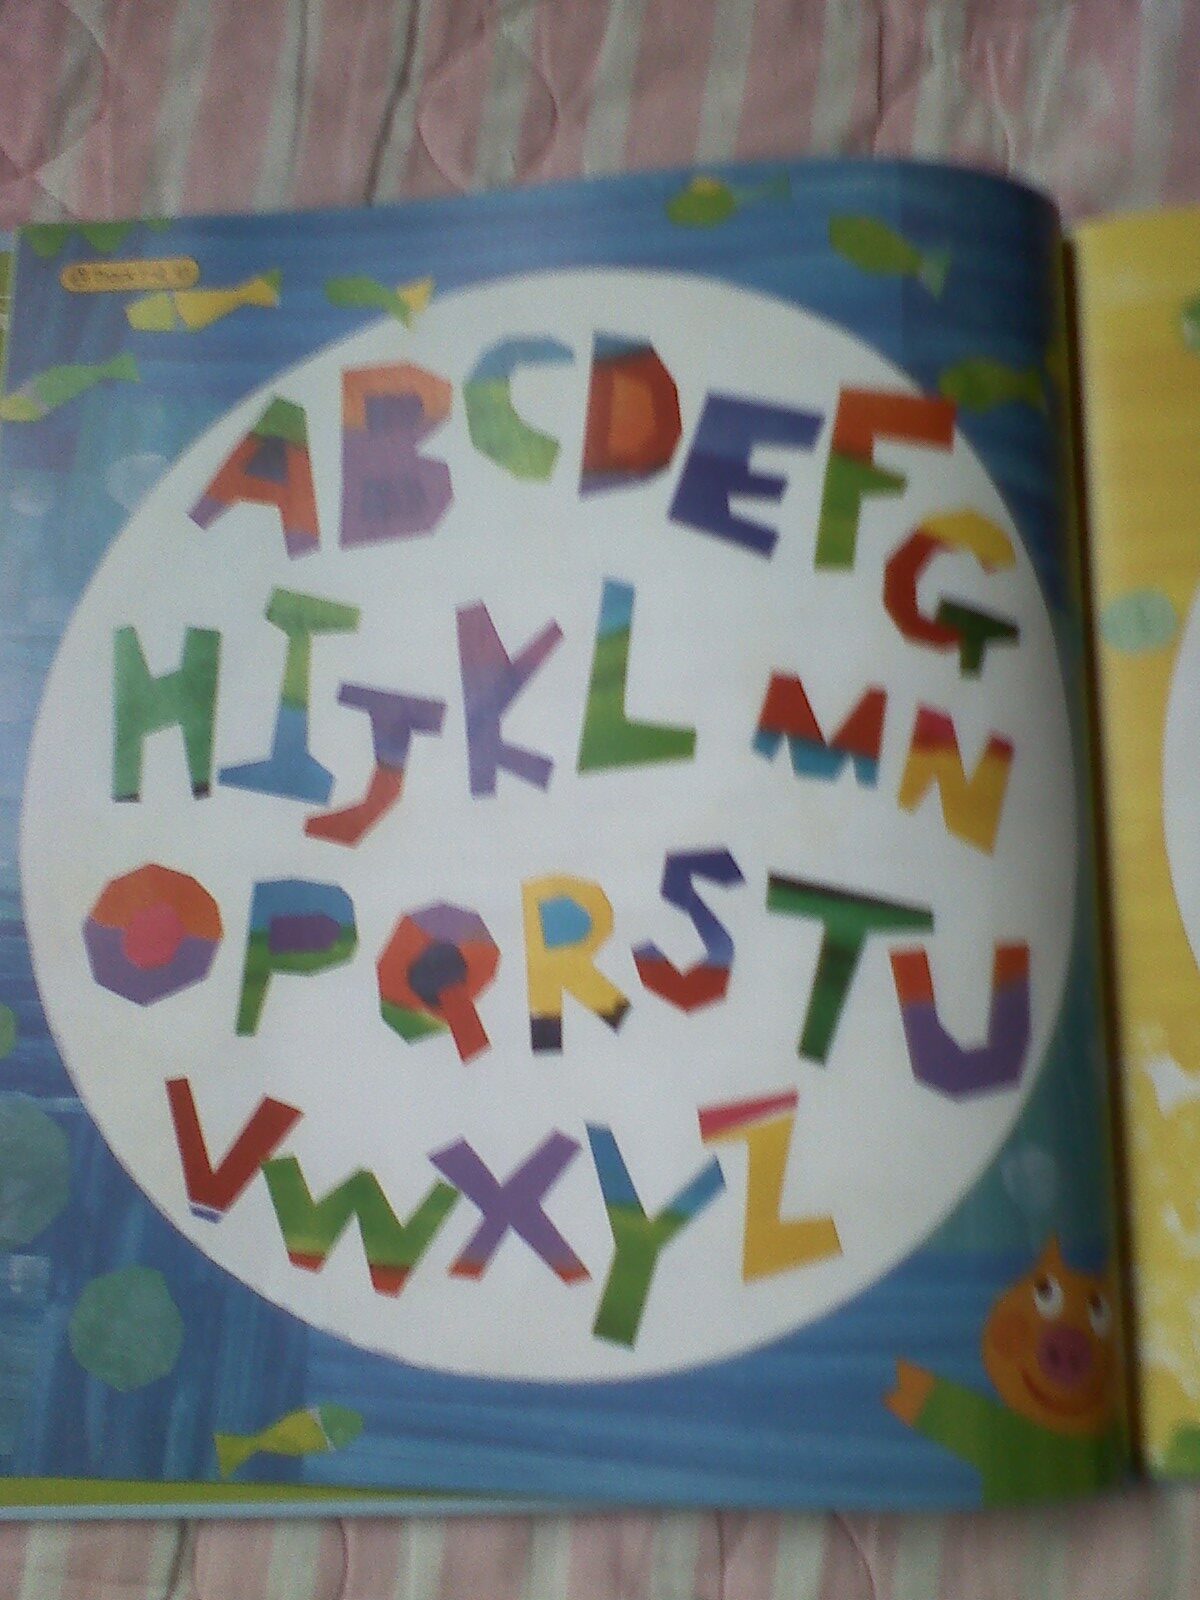 ABCDEFG
HIJKLMN
OPQRSTU
VWXYZ